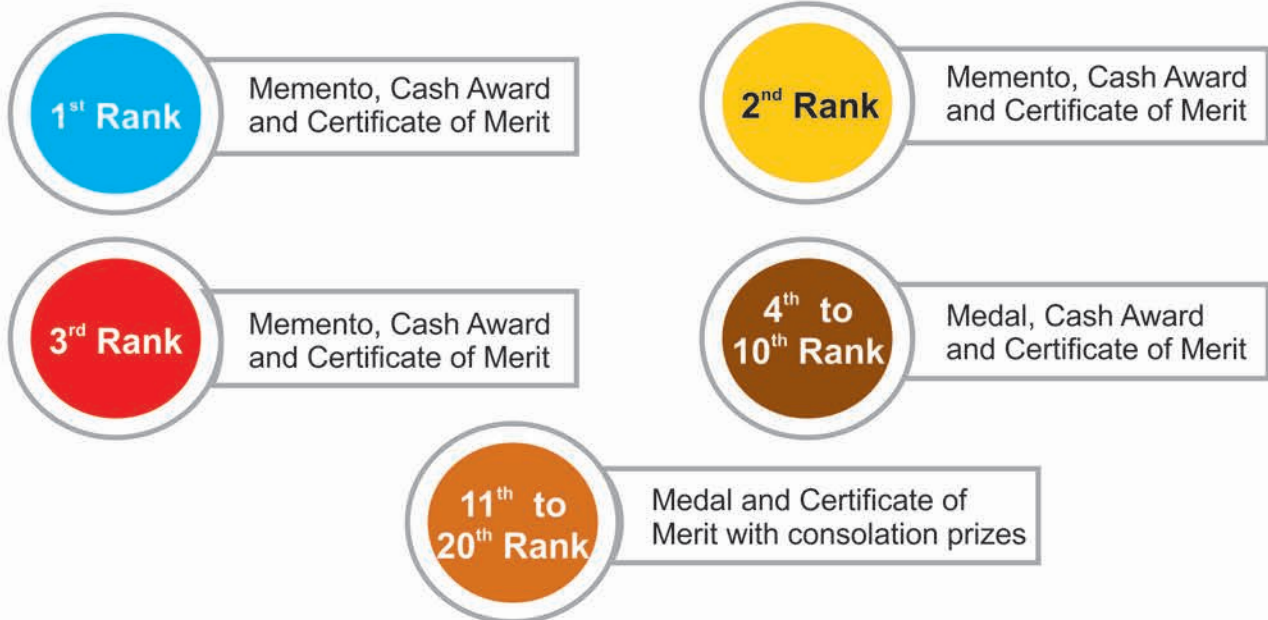 1st Rank
Memento, Cash Award
and Certificate of Merit
2nd Rank
Memento, Cash Award
and Certificate of Merit
3rd Rank
Memento, Cash Award
and Certificate of Merit
4th to
10th Rank
Medal, Cash Award
and Certificate of Merit
11th to
20th Rank
Medal and Certificate of
Merit with consolation prizes